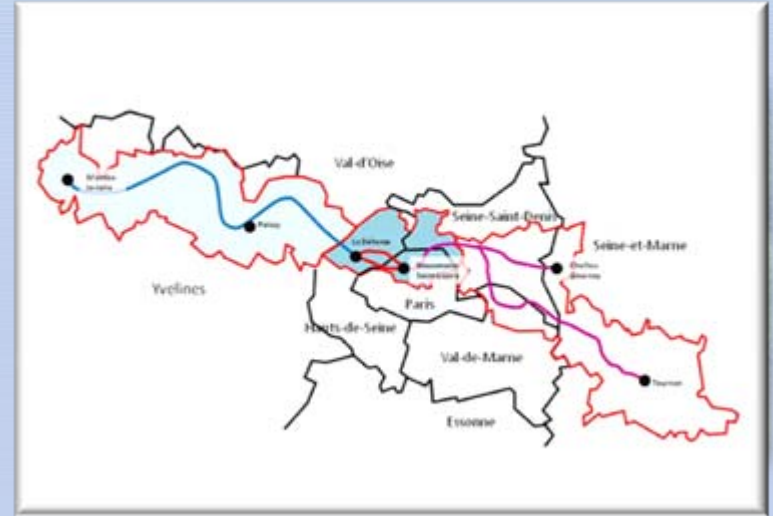 Val-d'Oise
Seine-Saint-Denis
Seine-et-Marne
La Défense
Poissy
Yvelines
Paris
Hauts-de-Seine
Val-de-Marne
Tournan
Essonne